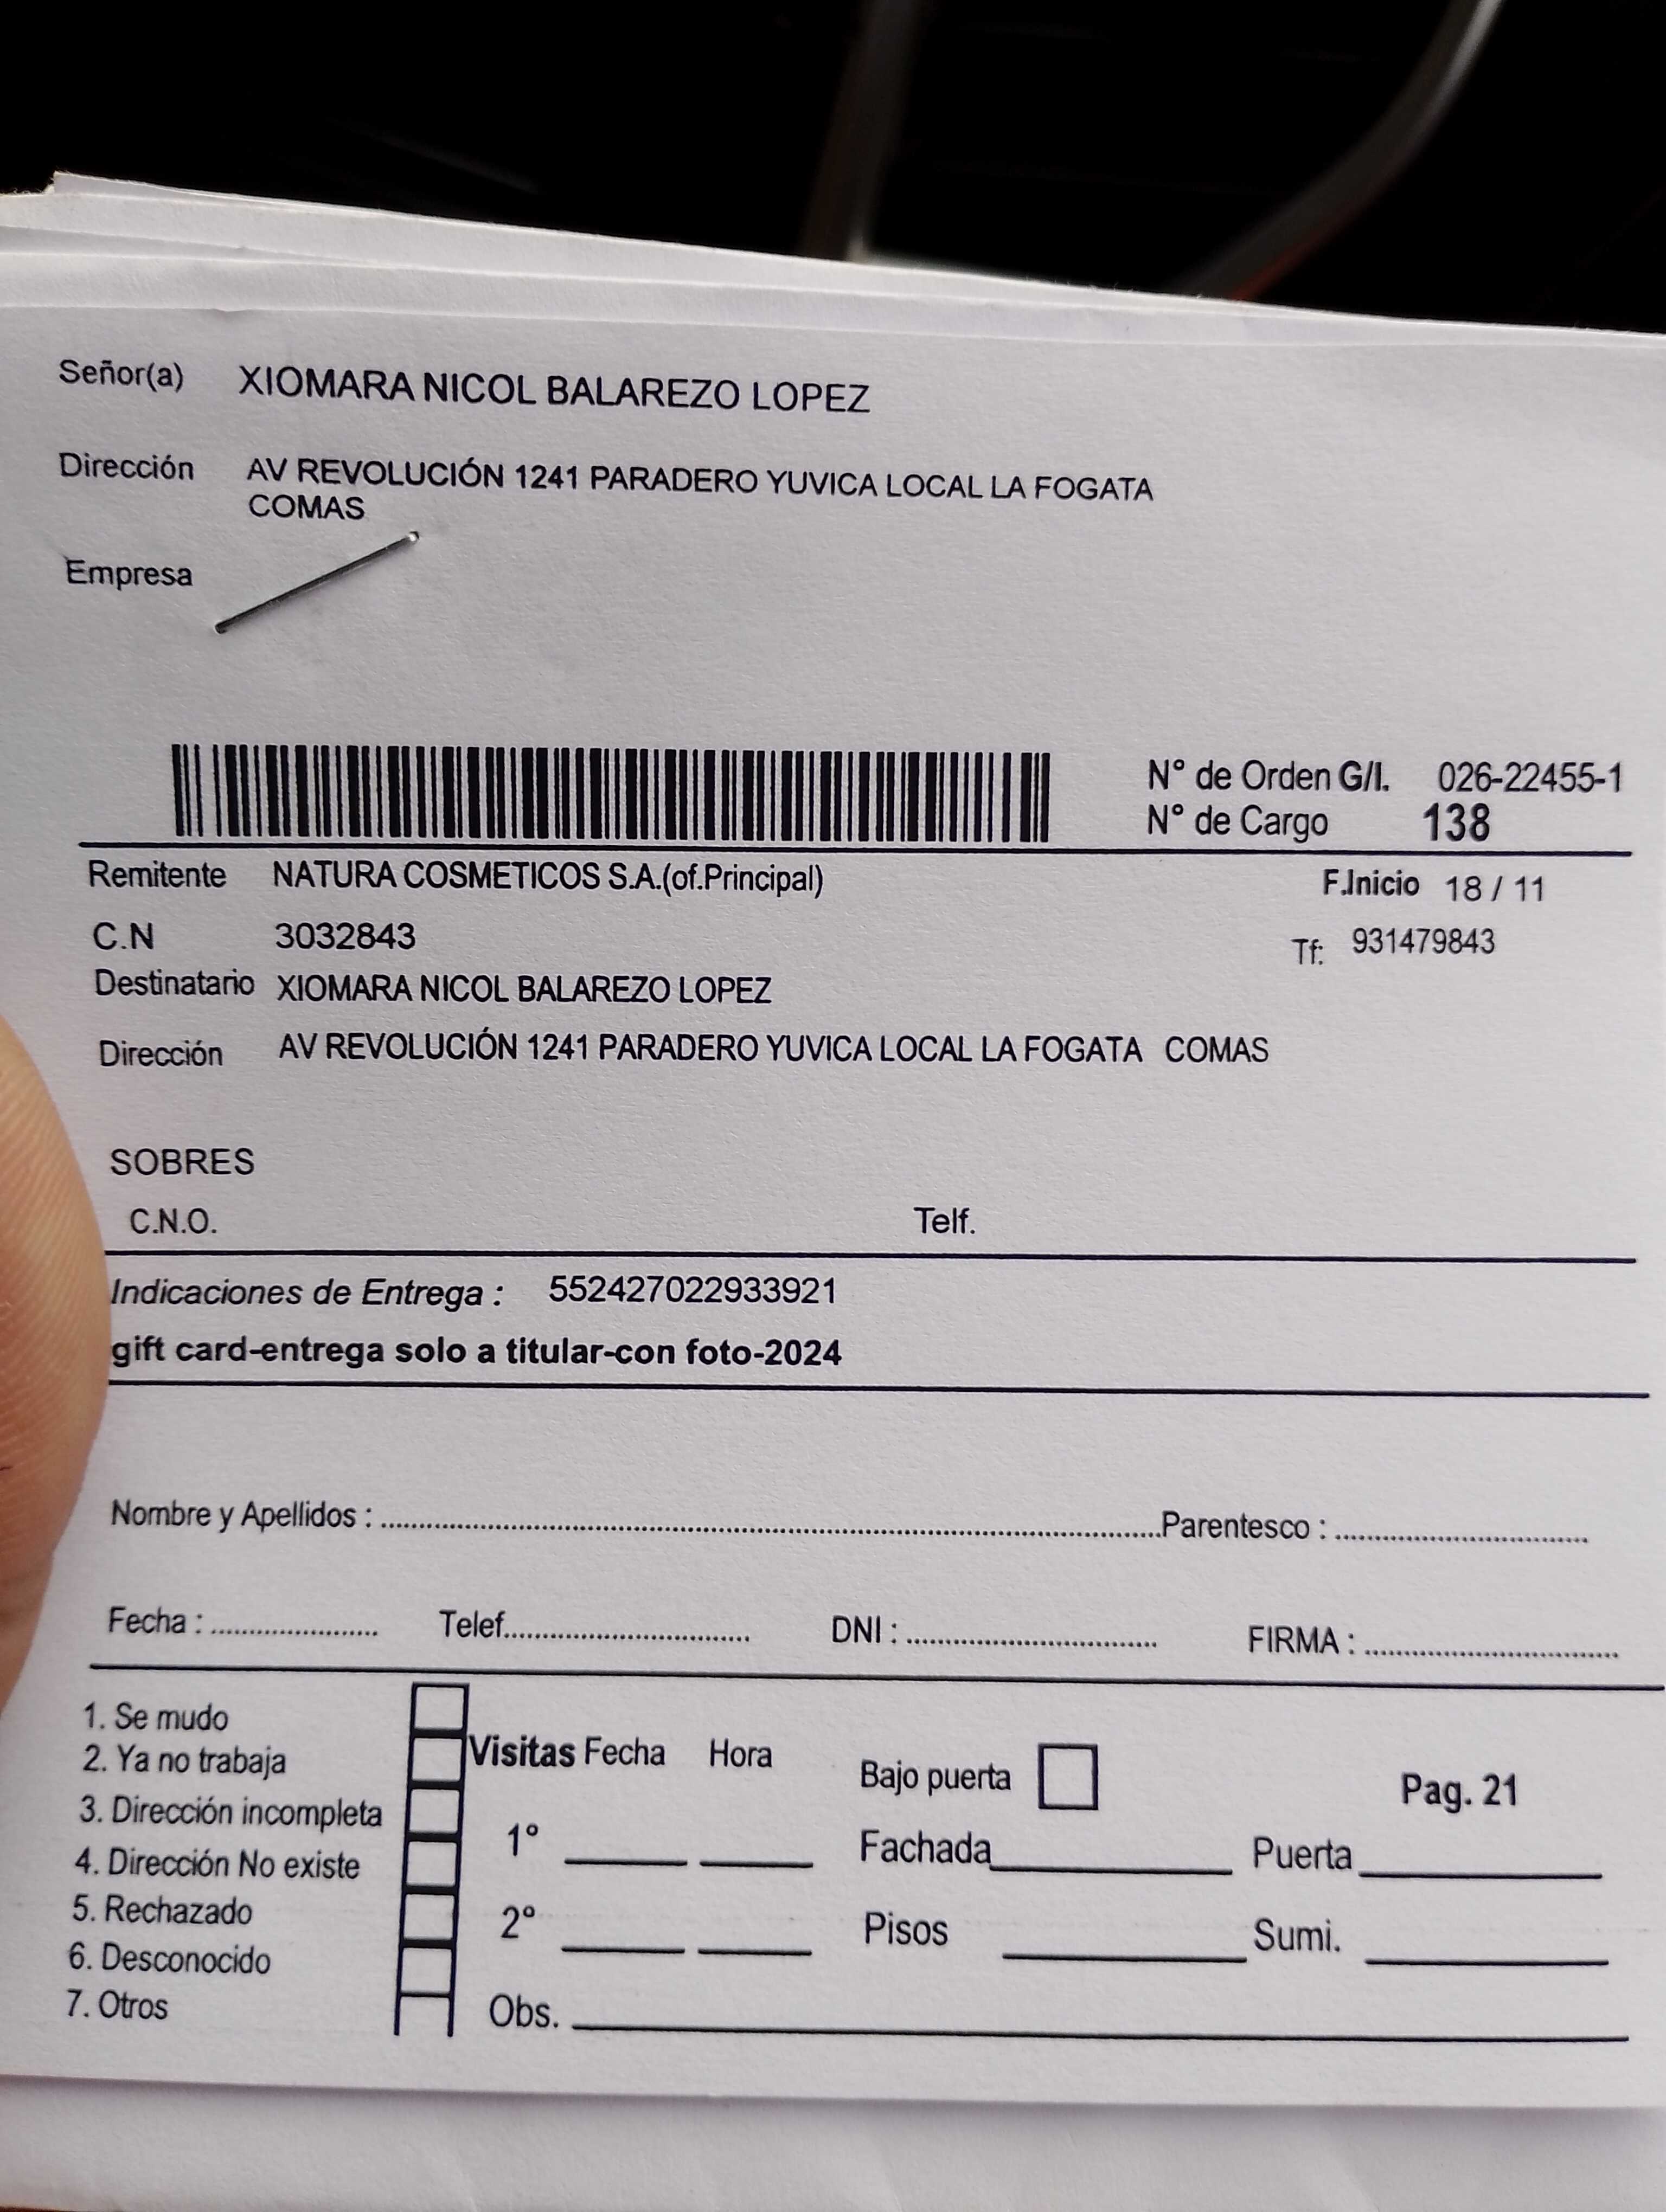 Señor(a) XIOMARA NICOL BALAREZO LOPEZ
Dirección AV REVOLUCIÓN 1241 PARADERO YUVICA LOCAL LA FOGATA
COMAS
Empresa
N° de Orden G/I. 026-22455-1
N° de Cargo 138
Remitente NATURA COSMETICOS S.A.(of.Principal) F.Inicio 18 / 11
C.N 3032843 Tf: 931479843
Destinatario XIOMARA NICOL BALAREZO LOPEZ
Dirección AV REVOLUCIÓN 1241 PARADERO YUVICA LOCAL LA FOGATA COMAS
SOBRES
C.N.O. Telf.
Indicaciones de Entrega : 552427022933921
gift card-entrega solo a titular-con foto-2024
Nombre y Apellidos : Parentesco :
Fecha : Telef. DNI : FIRMA :
1. Se mudo
2. Ya no trabaja
3. Dirección incompleta
4. Dirección No existe
5. Rechazado
6. Desconocido
7. Otros
Visitas Fecha Hora
1°
2°
Obs.
Bajo puerta Pag. 21
Fachada Puerta
Pisos Sumi.